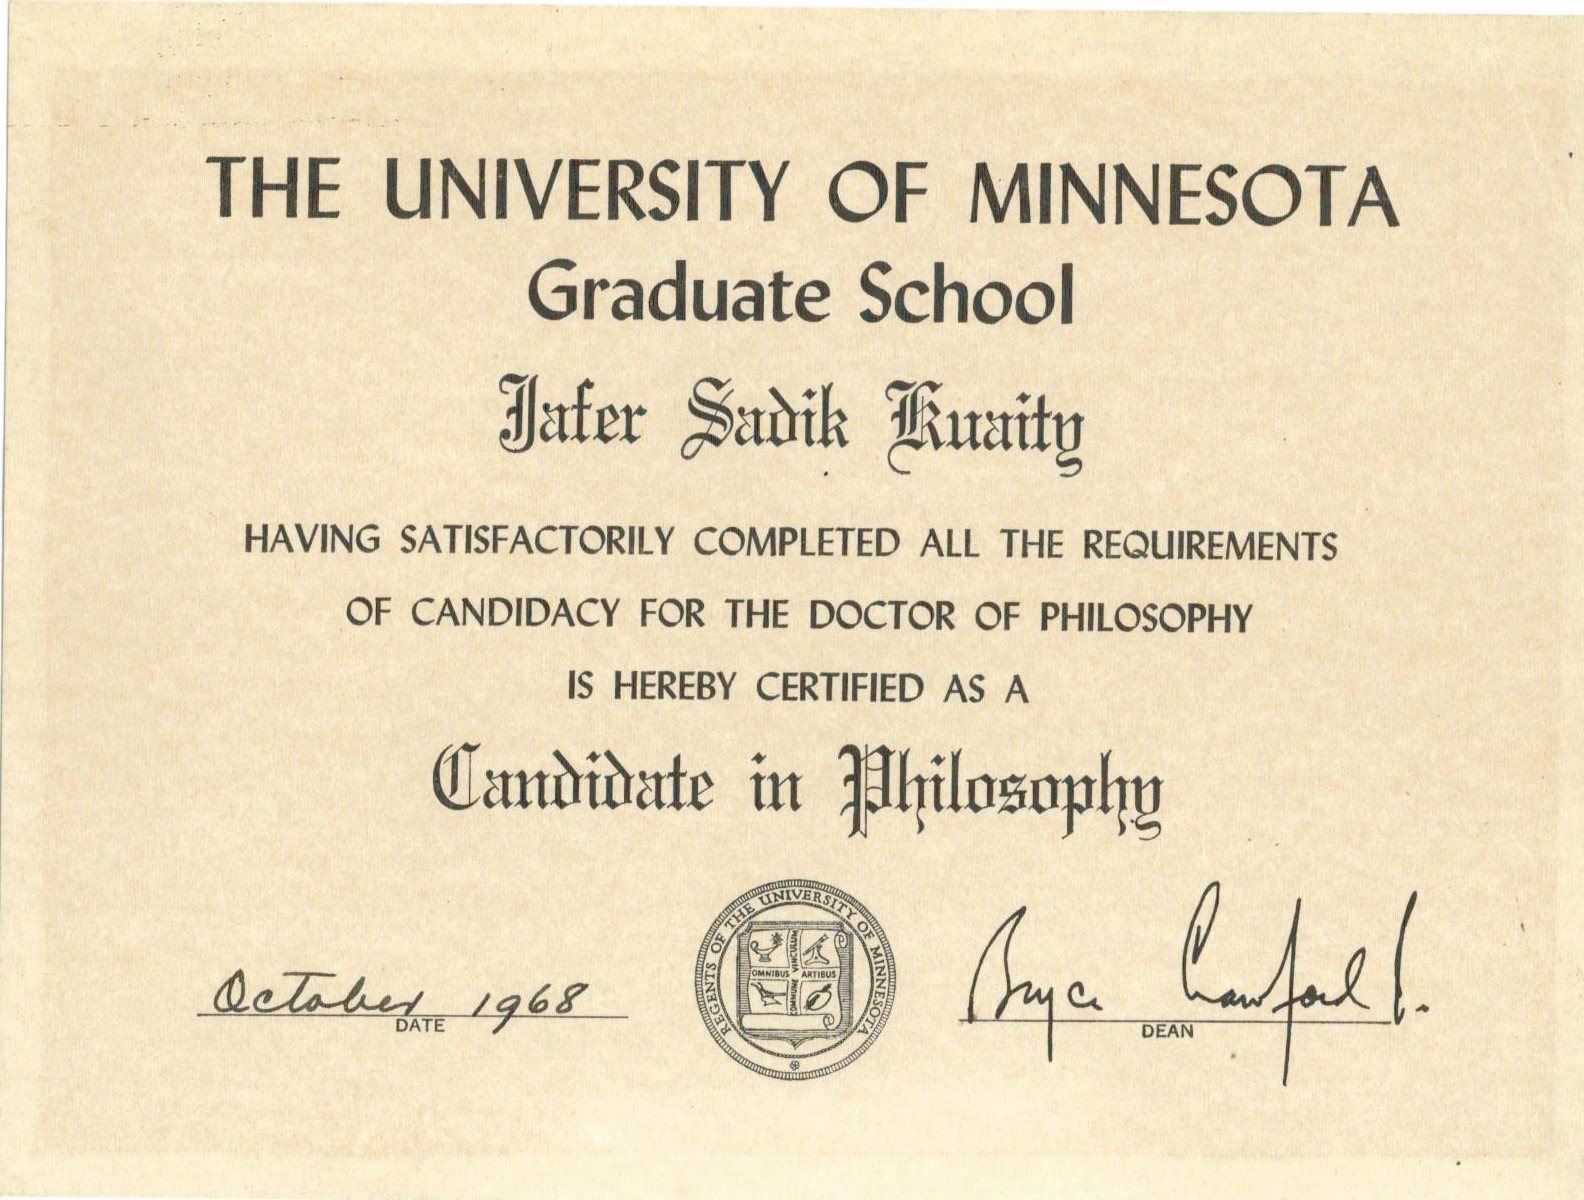 THE UNIVERSITY OF MINNESOTA
Graduate School
Jafer Sadik Kuaity
HAVING SATISFACTORILY COMPLETED ALL THE REQUIREMENTS
OF CANDIDACY FOR THE DOCTOR OF PHILOSOPHY
IS HEREBY CERTIFIED AS A
Candidate in Philosophy
REGENTS OF THE UNIVERSITY OF MINNESOTA
OMNIBUS ARTIBUS
COMMUNE VINCULUM
October 1968
DATE
Bryce Crawford Jr.
DEAN